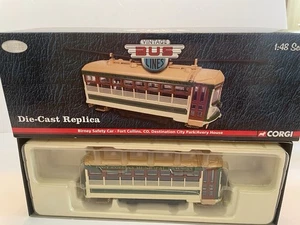 VINTAGE
BUS
LINES
1:48 Sc
Die-Cast Replica
Birney Safety Car - Fort Collins, CO, Destination City Park/Avery House
CORGI